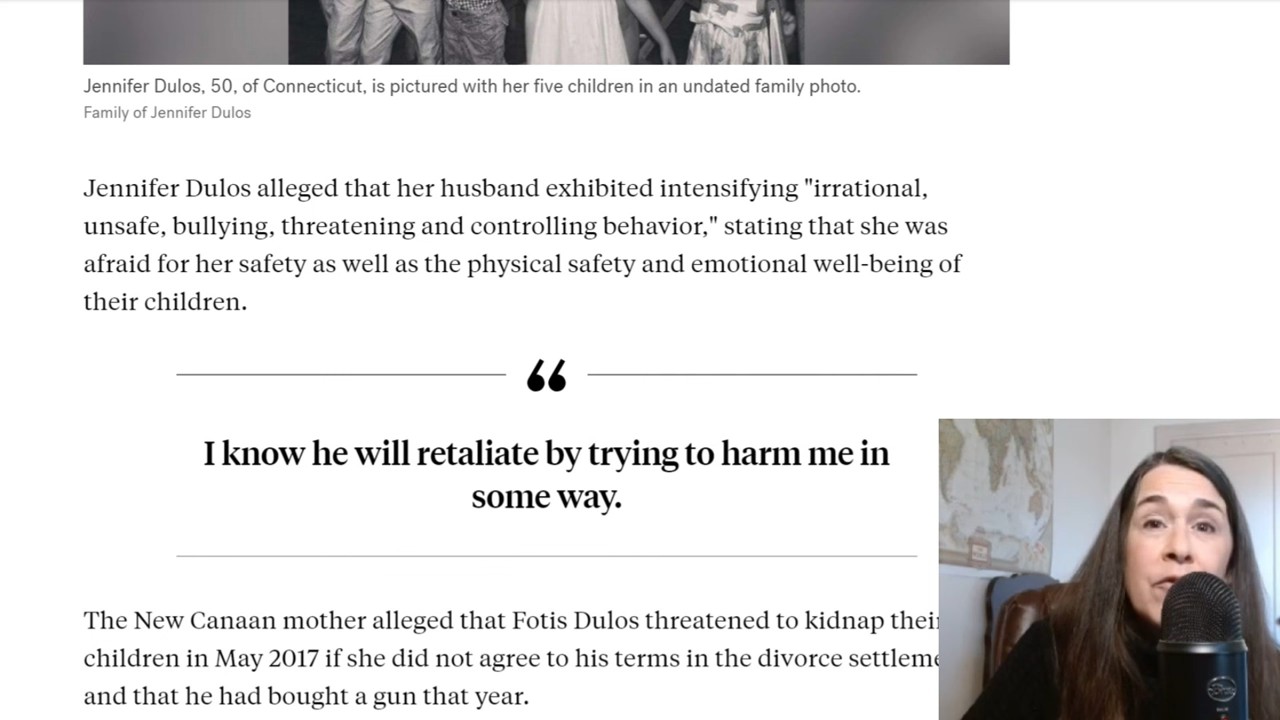 Jennifer Dulos, 50, of Connecticut, is pictured with her five children in an undated family photo.
Family of Jennifer Dulos
Jennifer Dulos alleged that her husband exhibited intensifying "irrational,
unsafe, bullying, threatening and controlling behavior," stating that she was
afraid for her safety as well as the physical safety and emotional well-being of
their children.
“
I know he will retaliate by trying to harm me in
some way.
The New Canaan mother alleged that Fotis Dulos threatened to kidnap their
children in May 2017 if she did not agree to his terms in the divorce settleme
and that he had bought a gun that year.